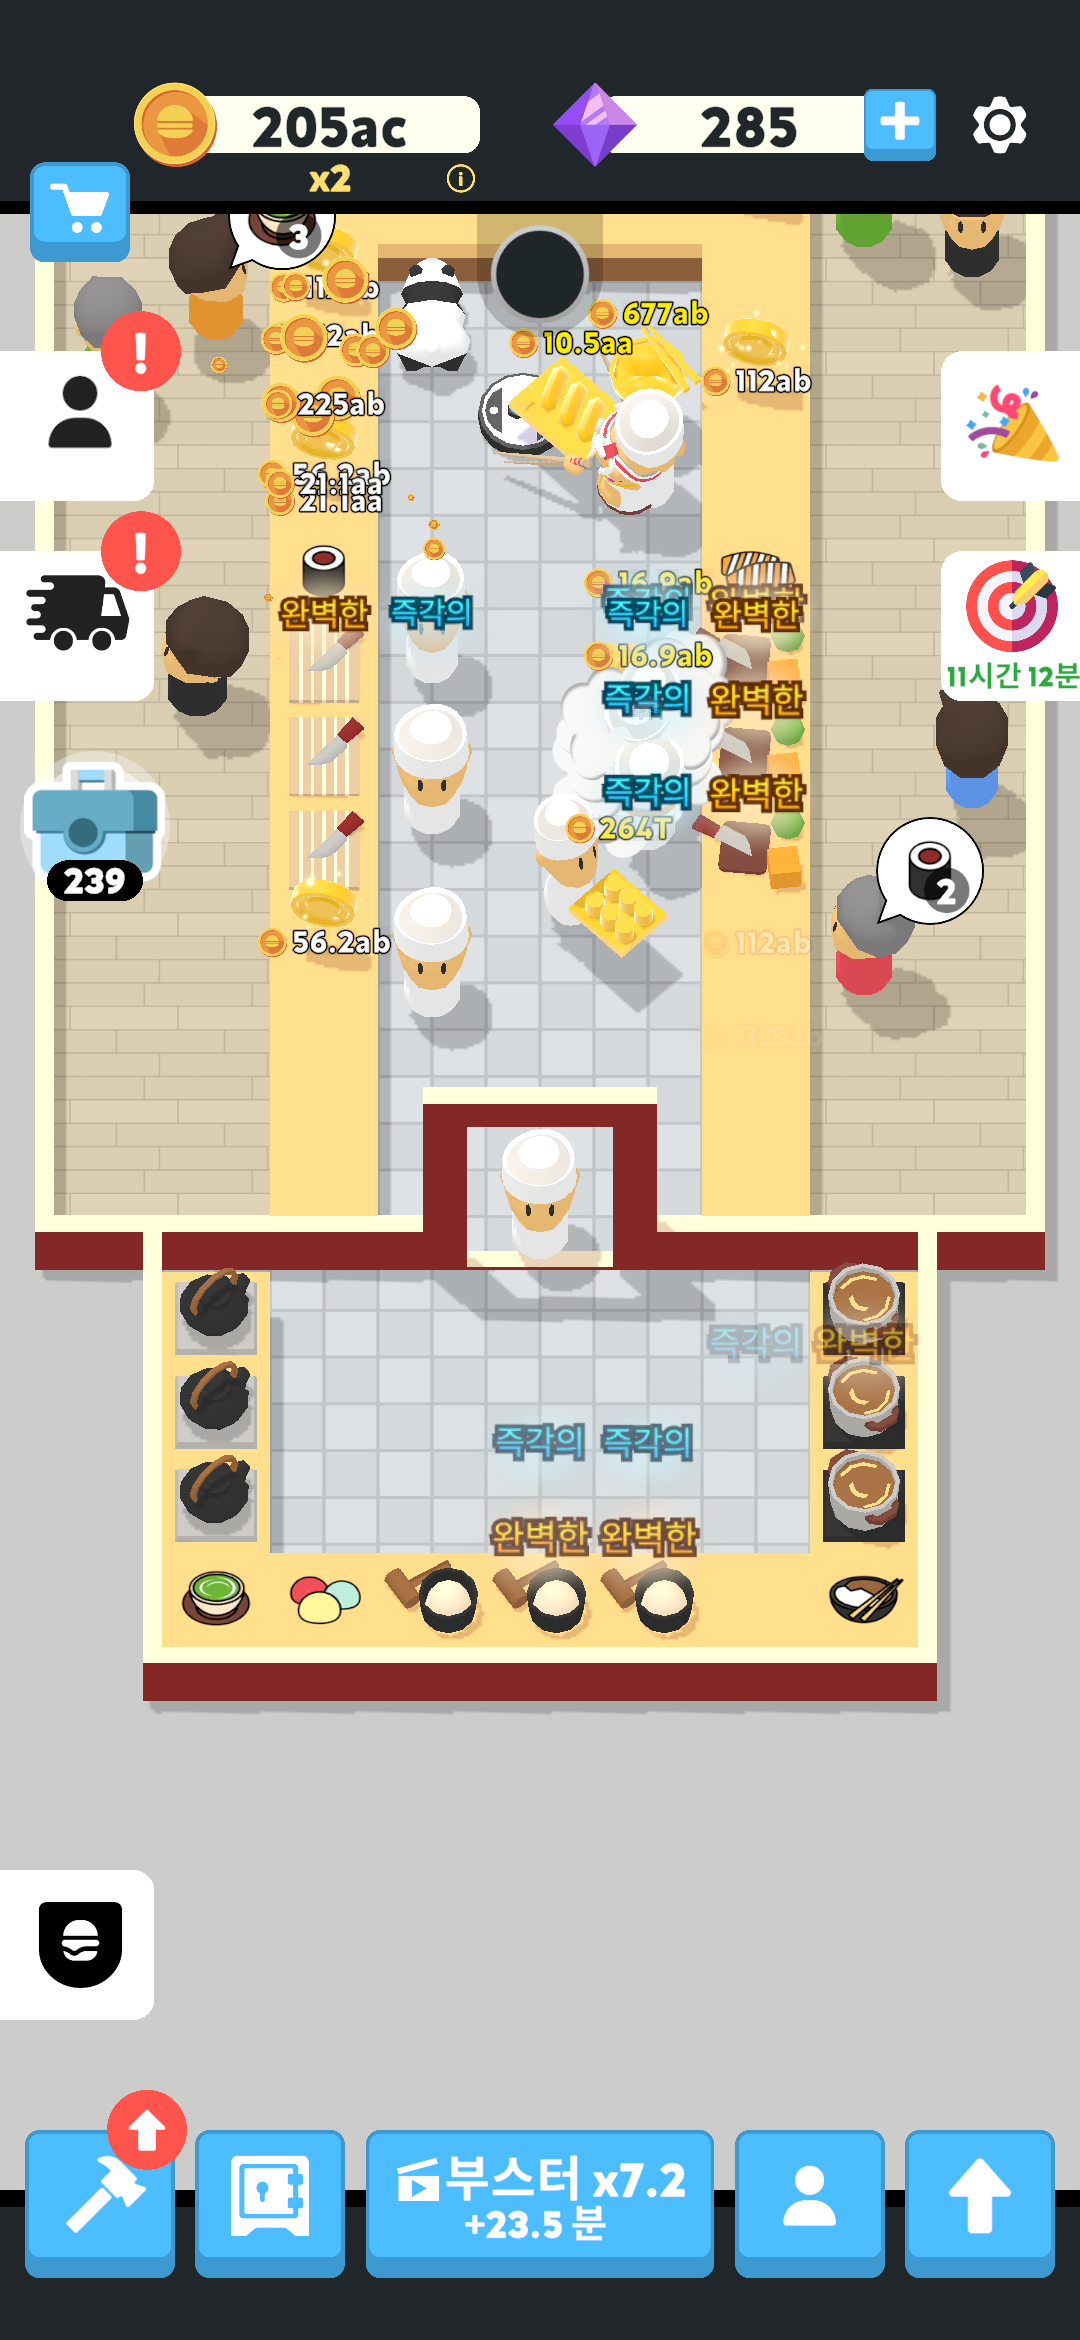 205ac
285
x2
3
2ab
677ab
10.5aa
112ab
225ab
56.2ab
21.1aa
21.1aa
16.9ab
완벽한 즉각의 즉각의 완벽한
16.9ab
즉각의 완벽한
11시간 12분
즉각의 완벽한
264T
239
2
56.2ab
112ab
즉각의 완벽한
즉각의 즉각의
완벽한 완벽한
부스터 x7.2
+23.5 분